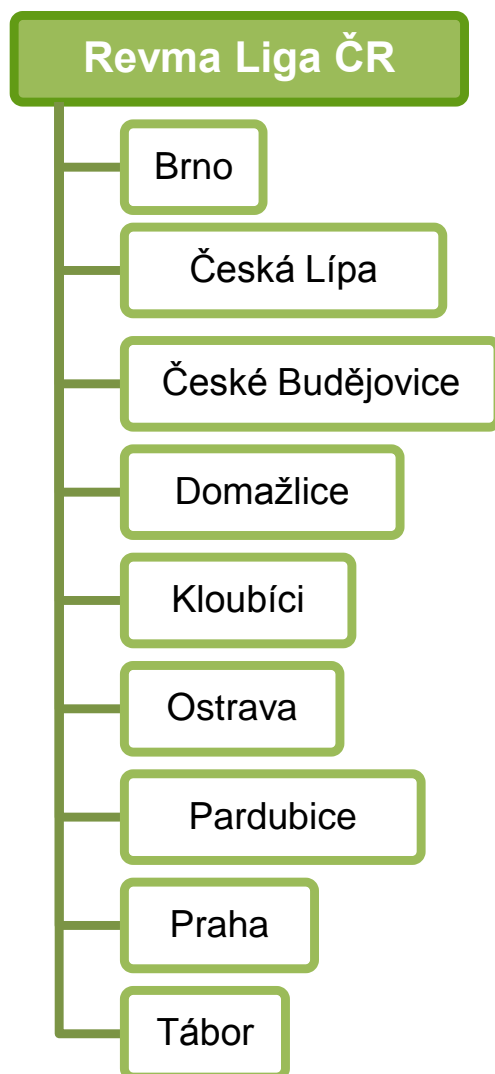 Revma Liga ČR
Brno
Česká Lípa
České Budějovice
Domažlice
Kloubíci
Ostrava
Pardubice
Praha
Tábor